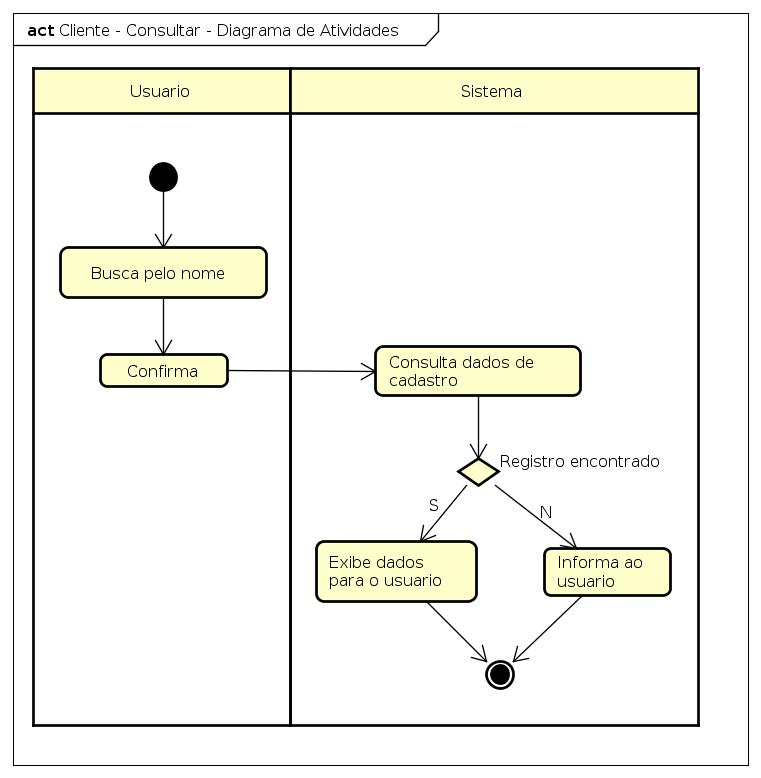 act Cliente - Consultar - Diagrama de Atividades
Usuario
Sistema
Busca pelo nome
Confirma
Consulta dados de
cadastro
Registro encontrado
S
N
Exibe dados
para o usuario
Informa ao
usuario